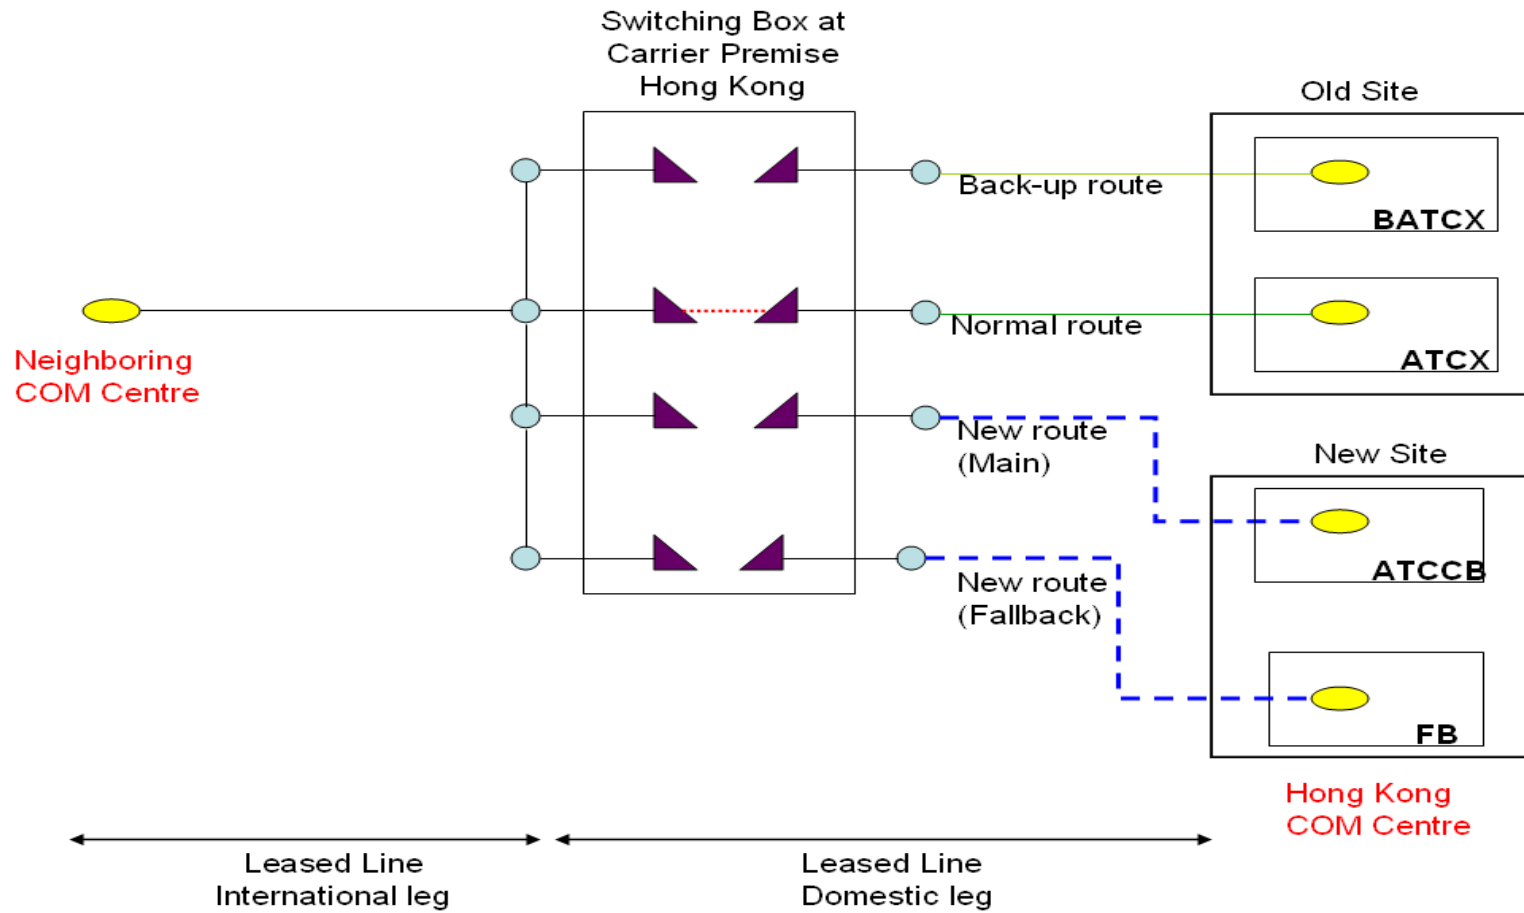 Switching Box at
Carrier Premise
Hong Kong
Old Site
Back-up route
BATCX
Normal route
ATCX
Neighboring
COM Centre
New route
(Main)
New Site
ATCCB
New route
(Fallback)
FB
Hong Kong
COM Centre
Leased Line
International leg
Leased Line
Domestic leg